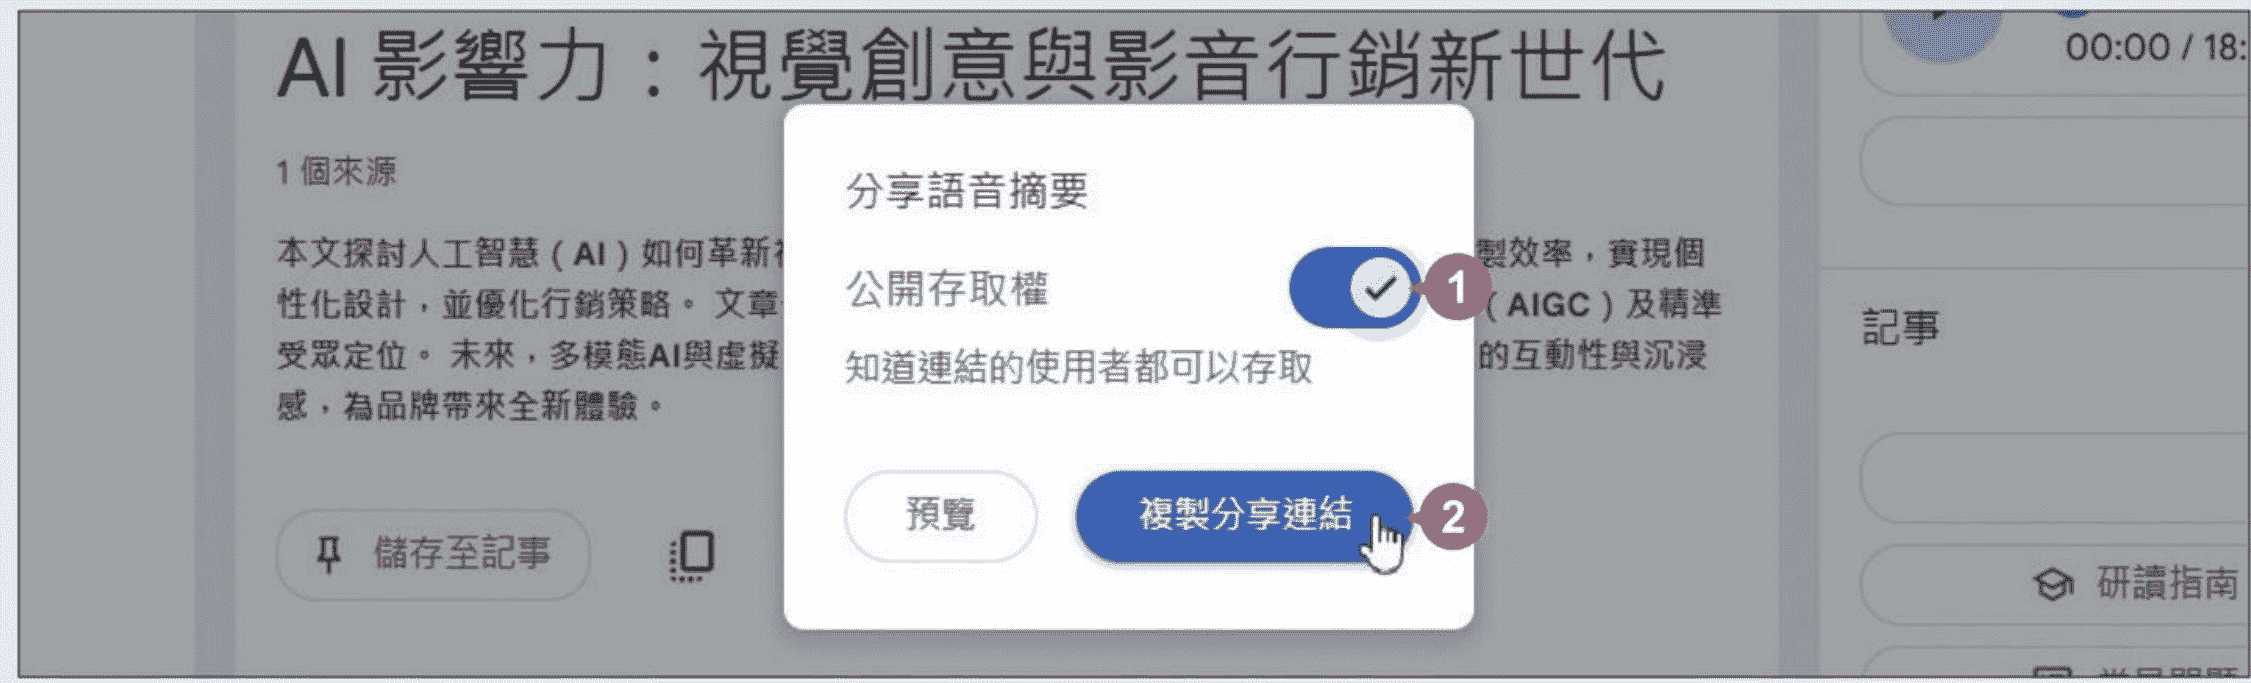 AI 影響力：視覺創意與影音行銷新世代
1 個來源
本文探討人工智慧（AI）如何革新
性化設計，並優化行銷策略。 文章
受眾定位。 未來，多模態AI與虛擬
感，為品牌帶來全新體驗。
儲存至記事
分享語音摘要
公開存取權
1
知道連結的使用者都可以存取
預覽
複製分享連結
2
製效率，實現個
（AIGC）及精準
的互動性與沉浸
00:00 / 18:
記事
研讀指南